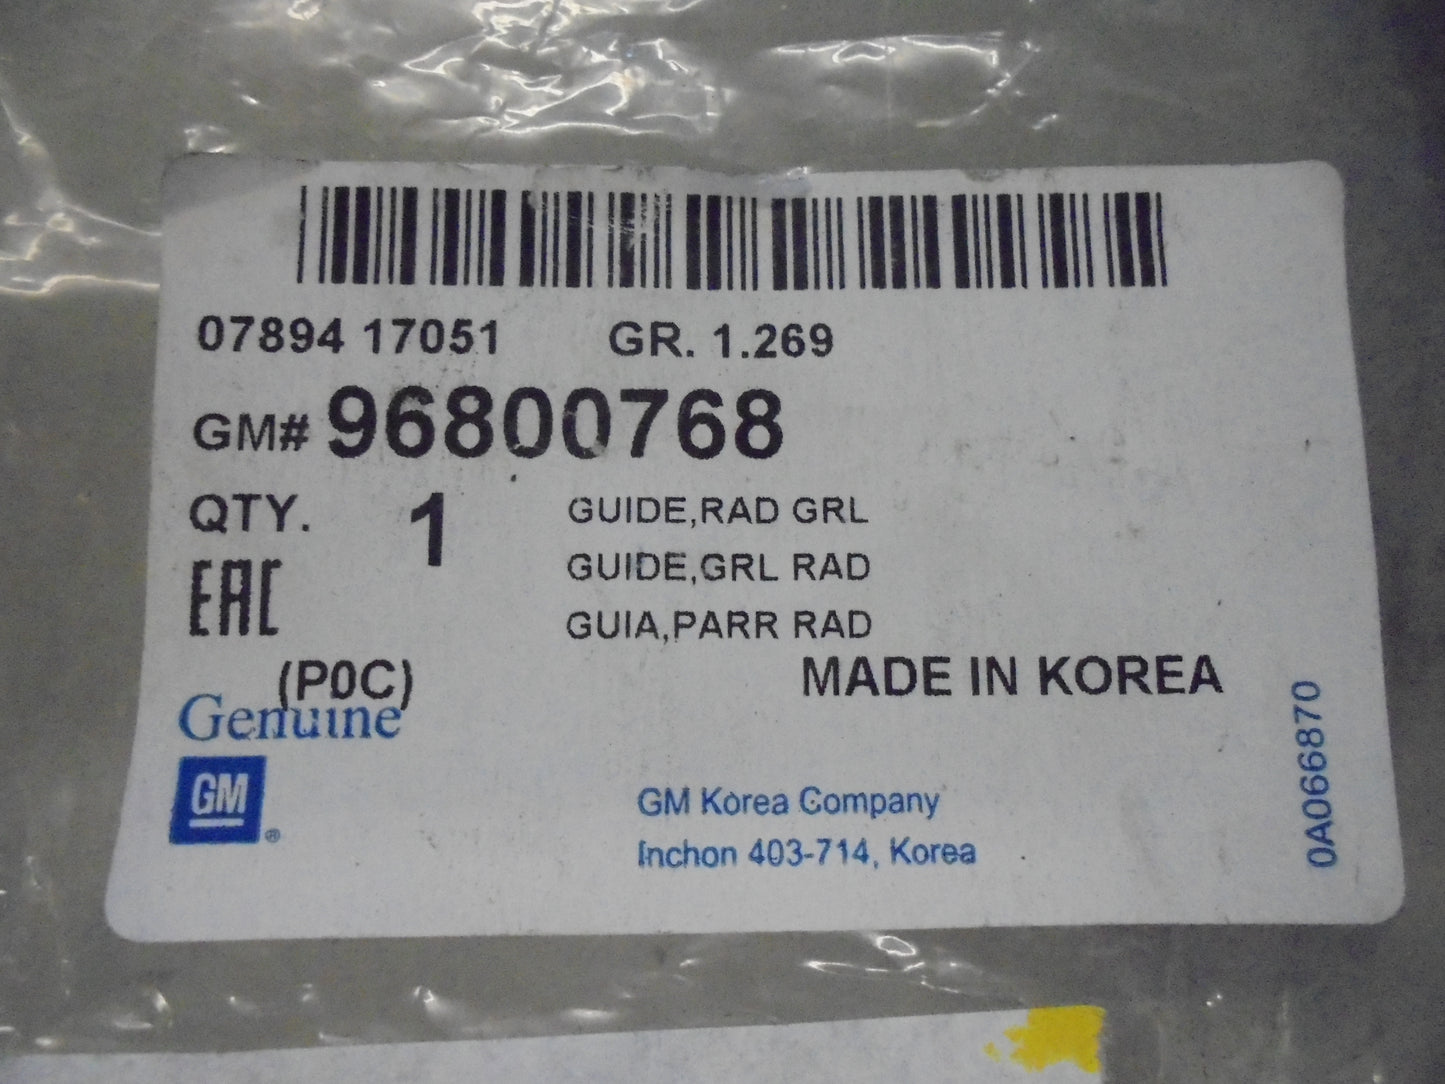 07894 17051 GR. 1.269
GM# 96800768
QTY. 1 GUIDE,RAD GRL
GUIDE,GRL RAD
EAC
GUIA,PARR RAD
(P0C) MADE IN KOREA
Genuine
GM ®
GM Korea Company
Inchon 403-714, Korea
0A066870